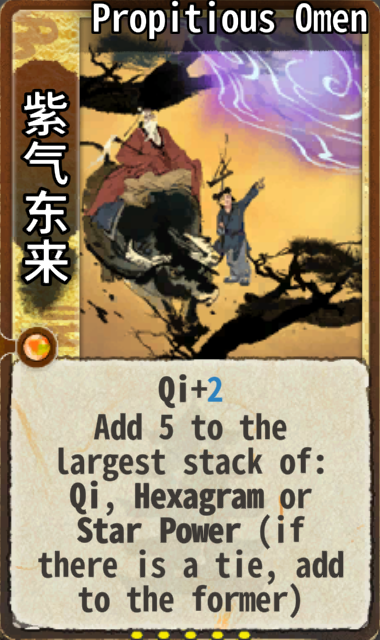 Propitious Omen
紫气东来
Qi+2
Add 5 to the
largest stack of:
Qi, Hexagram or
Star Power (if
there is a tie, add
to the former)